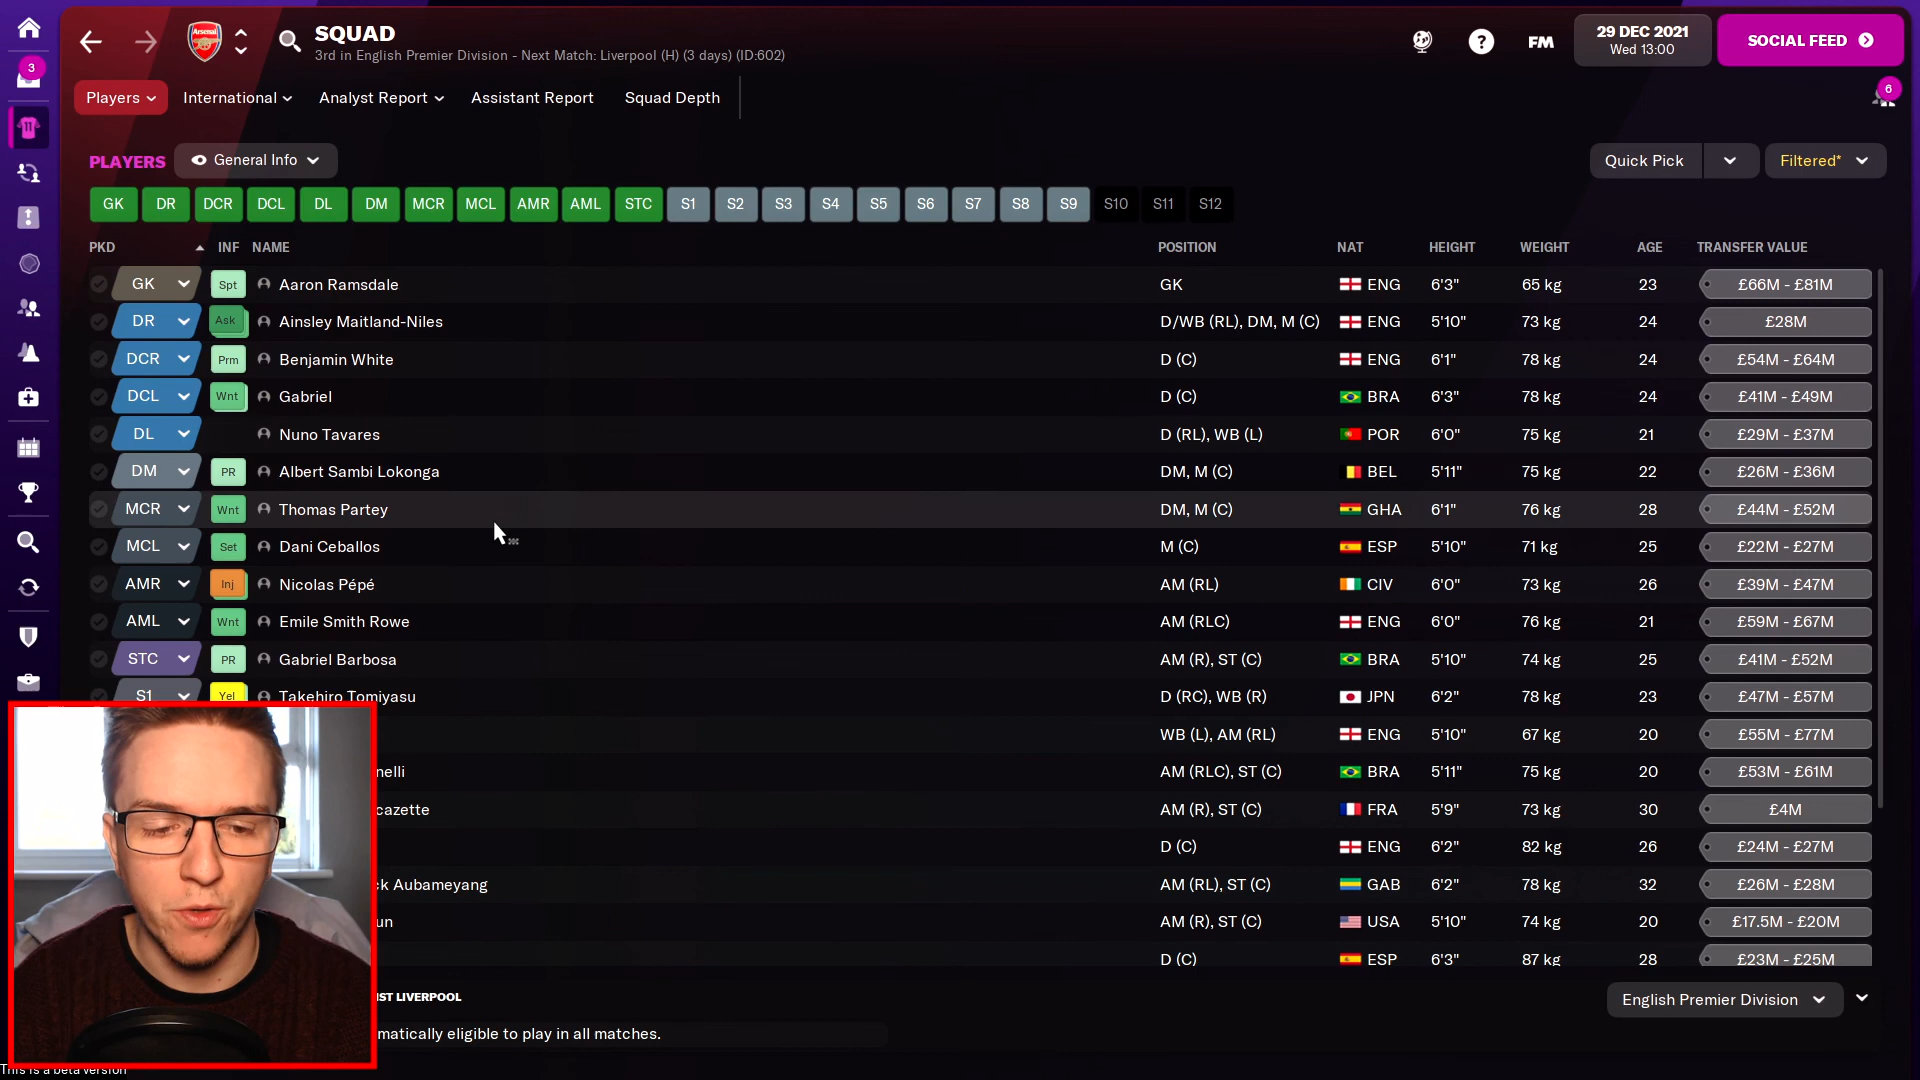 SQUAD
3rd in English Premier Division - Next Match: Liverpool (H) (3 days) (ID:602)
FM
29 DEC 2021
Wed 13:00
SOCIAL FEED
3
Players
International
Analyst Report
Assistant Report
Squad Depth
6
PLAYERS
General Info
Quick Pick
Filtered*
GK DR DCR DCL DL DM MCR MCL AMR AML STC S1 S2 S3 S4 S5 S6 S7 S8 S9 S10 S11 S12
PKD INF NAME POSITION NAT HEIGHT WEIGHT AGE TRANSFER VALUE
GK Spt Aaron Ramsdale GK ENG 6'3" 65 kg 23 £66M - £81M
DR Ask Ainsley Maitland-Niles D/WB (RL), DM, M (C) ENG 5'10" 73 kg 24 £28M
DCR Prm Benjamin White D (C) ENG 6'1" 78 kg 24 £54M - £64M
DCL Wnt Gabriel D (C) BRA 6'3" 78 kg 24 £41M - £49M
DL Nuno Tavares D (RL), WB (L) POR 6'0" 75 kg 21 £29M - £37M
DM PR Albert Sambi Lokonga DM, M (C) BEL 5'11" 75 kg 22 £26M - £36M
MCR Wnt Thomas Partey DM, M (C) GHA 6'1" 76 kg 28 £44M - £52M
MCL Set Dani Ceballos M (C) ESP 5'10" 71 kg 25 £22M - £27M
AMR Inj Nicolas Pépé AM (RL) CIV 6'0" 73 kg 26 £39M - £47M
AML Wnt Emile Smith Rowe AM (RLC) ENG 6'0" 76 kg 21 £59M - £67M
STC PR Gabriel Barbosa AM (R), ST (C) BRA 5'10" 74 kg 25 £41M - £52M
S1 Yel Takehiro Tomiyasu D (RC), WB (R) JPN 6'2" 78 kg 23 £47M - £57M
WB (L), AM (RL) ENG 5'10" 67 kg 20 £55M - £77M
nelli AM (RLC), ST (C) BRA 5'11" 75 kg 20 £53M - £61M
cazette AM (R), ST (C) FRA 5'9" 73 kg 30 £4M
D (C) ENG 6'2" 82 kg 26 £24M - £27M
ck Aubameyang AM (RL), ST (C) GAB 6'2" 78 kg 32 £26M - £28M
un AM (R), ST (C) USA 5'10" 74 kg 20 £17.5M - £20M
D (C) ESP 6'3" 87 kg 28 £23M - £25M
IST LIVERPOOL
English Premier Division
matically eligible to play in all matches.
This is a beta version